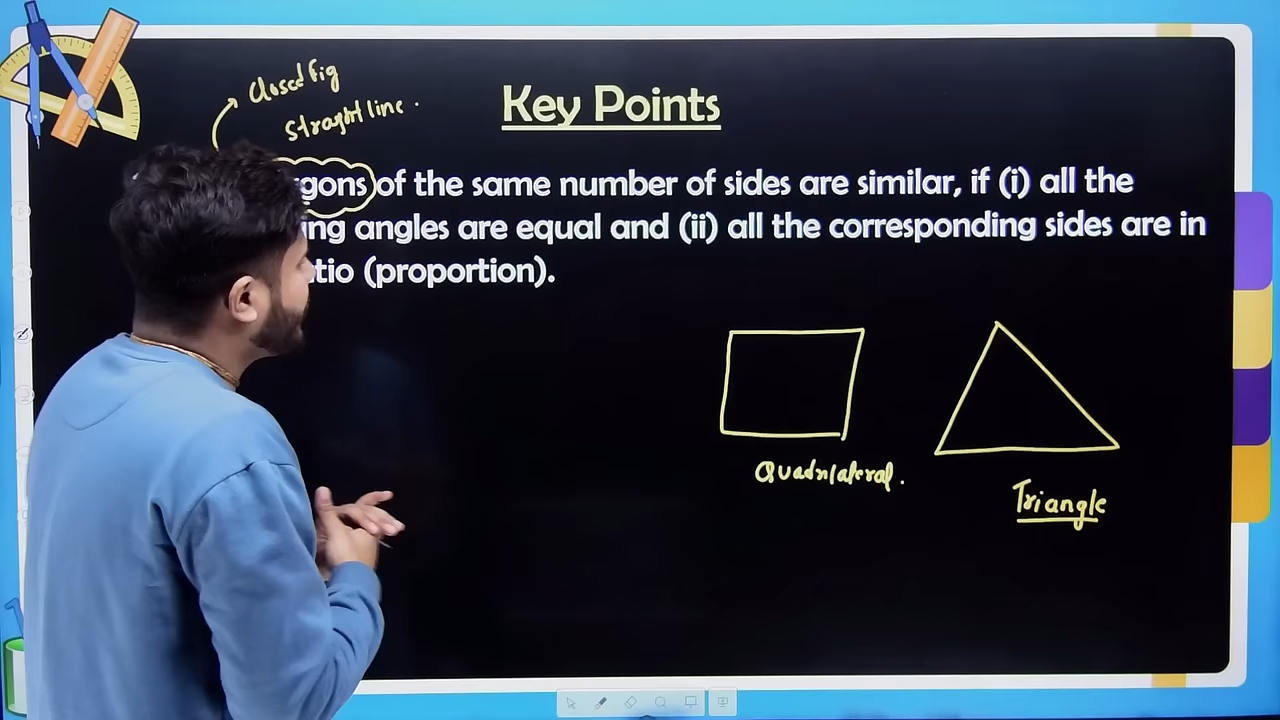 Closed fig
Straight line.
Key Points
gons of the same number of sides are similar, if (i) all the
ing angles are equal and (ii) all the corresponding sides are in
tio (proportion).
Quadrilateral.
Triangle